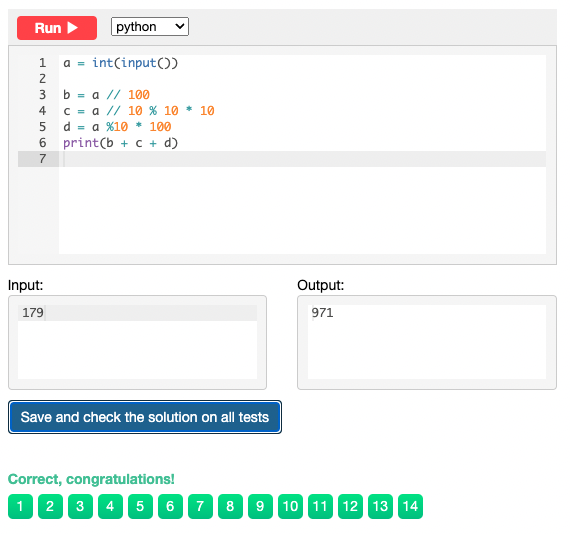 Run ▶ python
1 a = int(input())
2
3 b = a // 100
4 c = a // 10 % 10 * 10
5 d = a %10 * 100
6 print(b + c + d)
7
Input: Output:
179 971
Save and check the solution on all tests
Correct, congratulations!
1 2 3 4 5 6 7 8 9 10 11 12 13 14